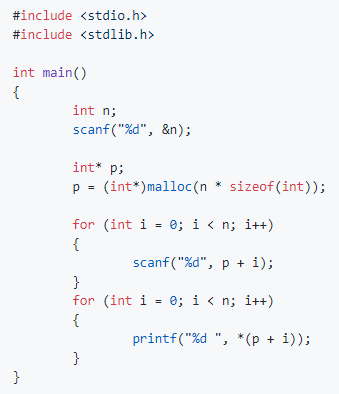 #include <stdio.h>
#include <stdlib.h>

int main()
{
        int n;
        scanf("%d", &n);

        int* p;
        p = (int*)malloc(n * sizeof(int));

        for (int i = 0; i < n; i++)
        {
                scanf("%d", p + i);
        }
        for (int i = 0; i < n; i++)
        {
                printf("%d ", *(p + i));
        }
}